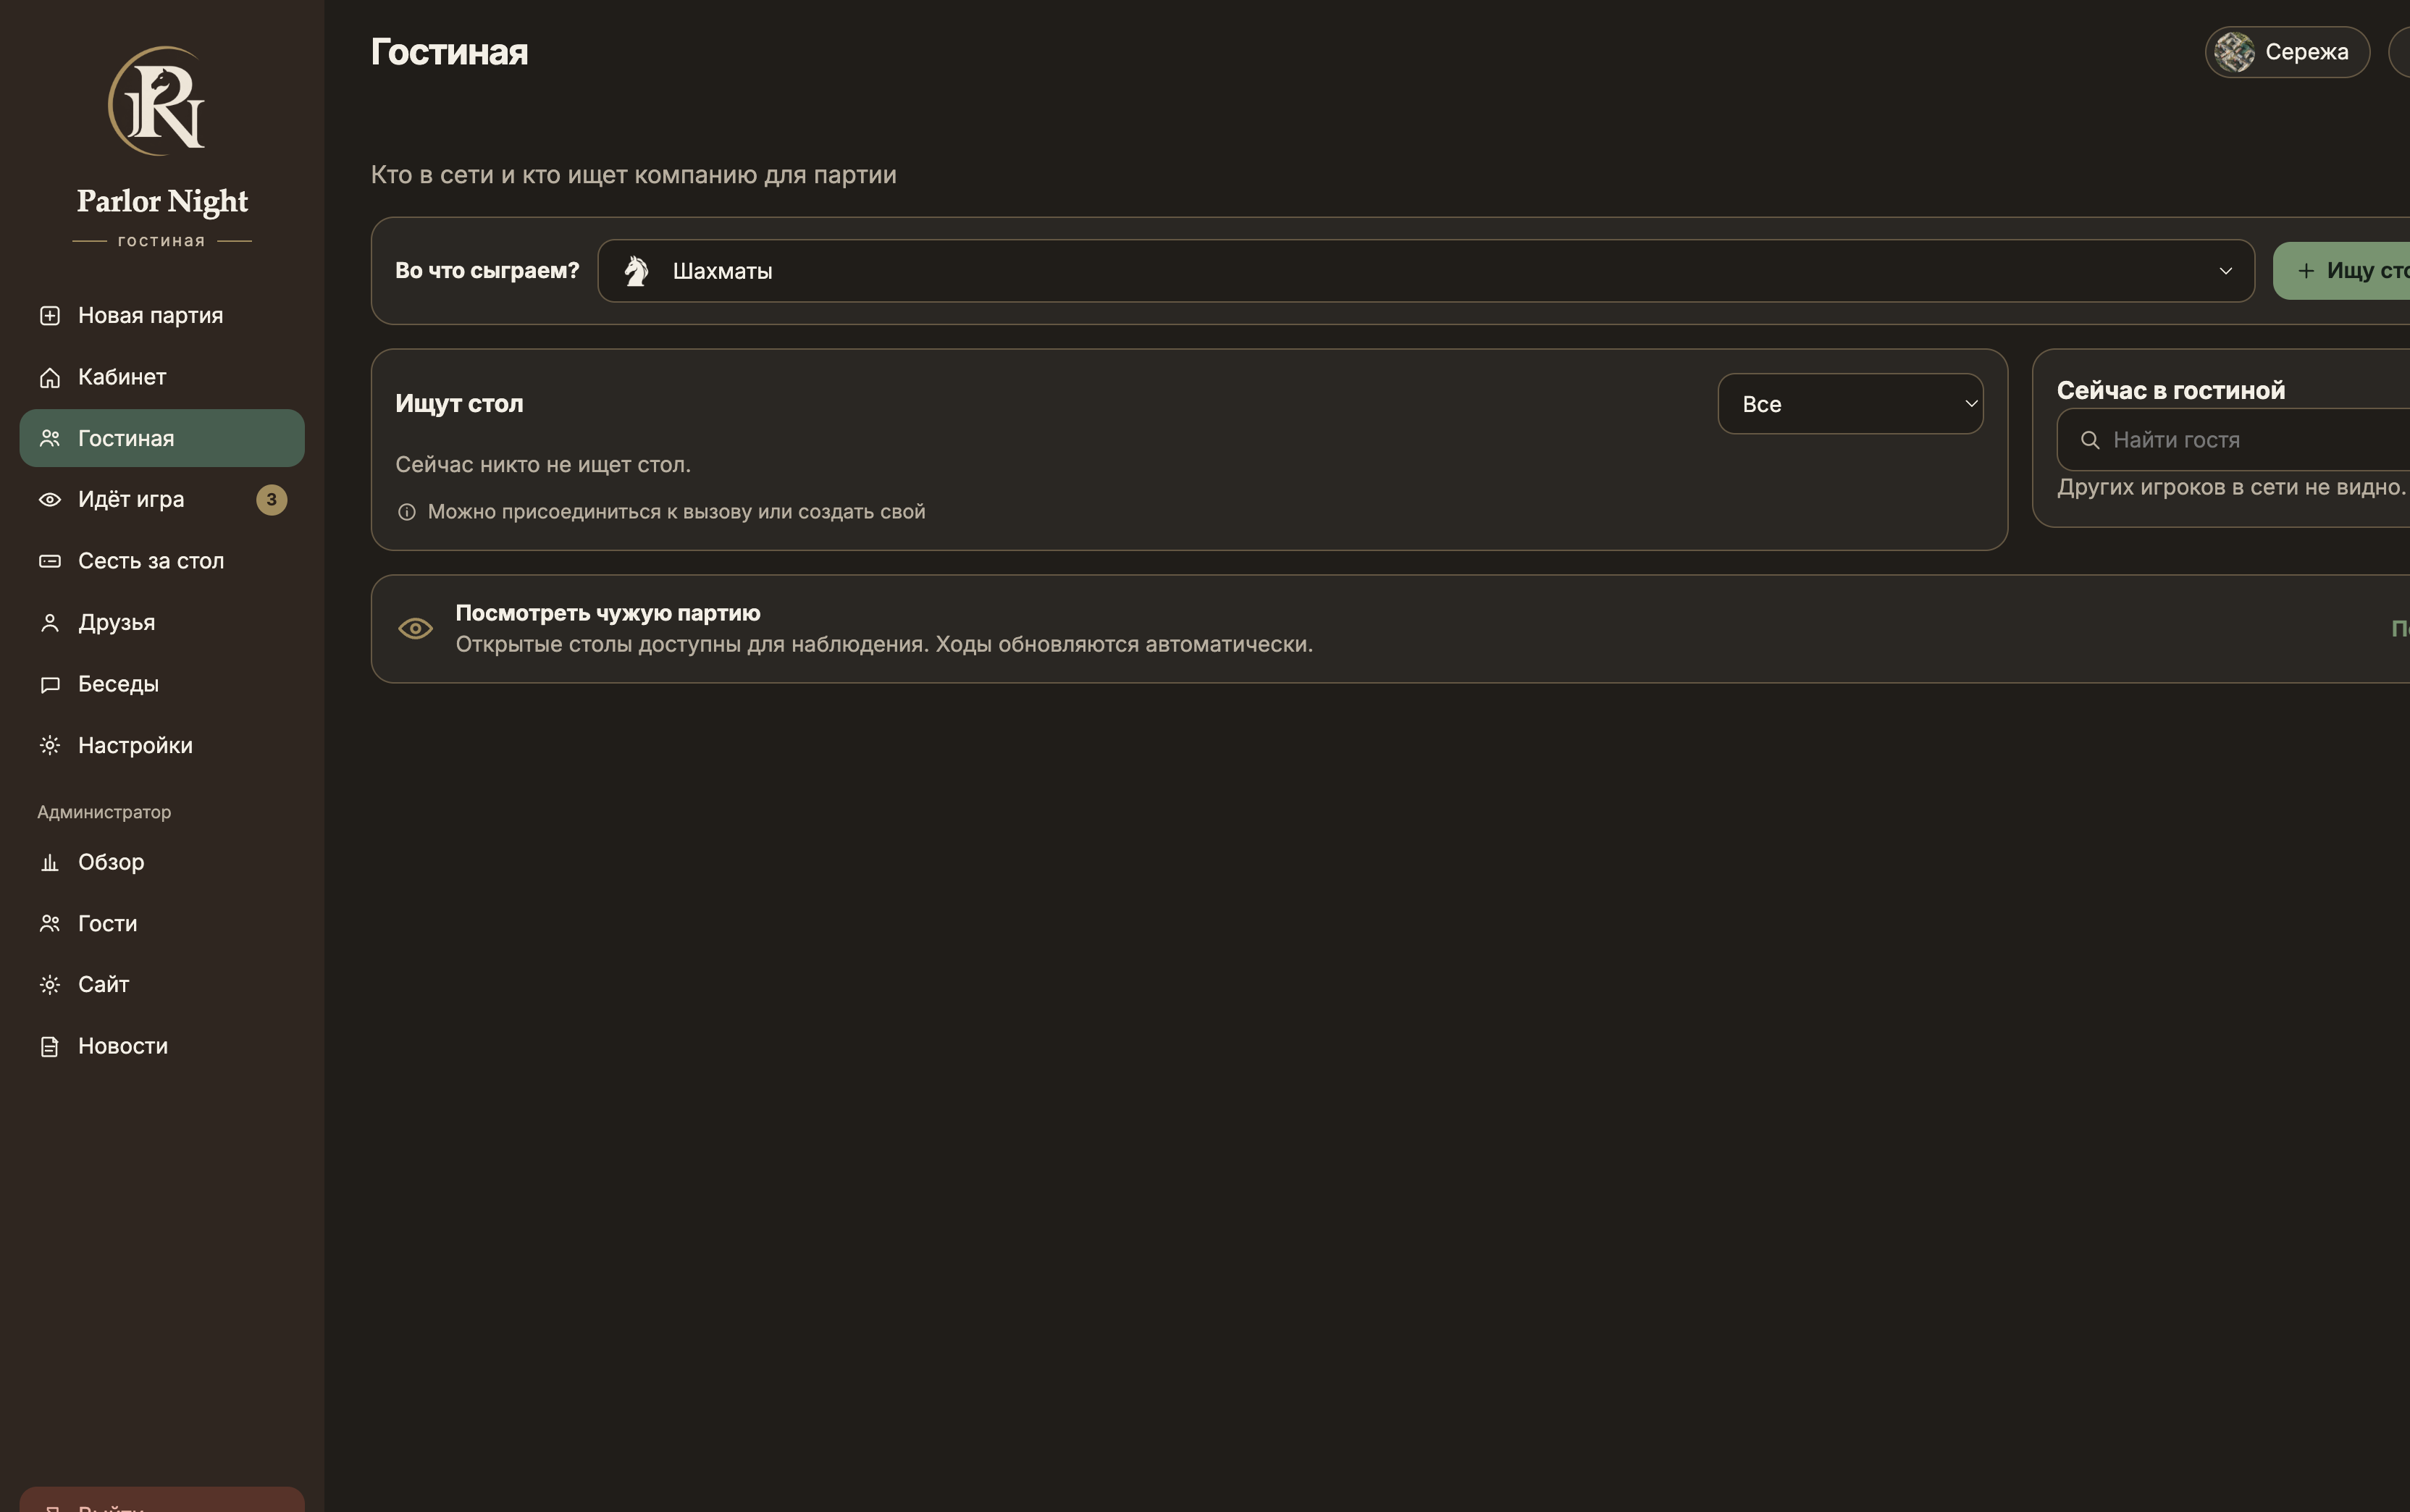 Parlor Night
гостиная
Новая партия
Кабинет
Гостиная
Идёт игра 3
Сесть за стол
Друзья
Беседы
Настройки
Администратор
Обзор
Гости
Сайт
Новости
Гостиная
Сережа
Кто в сети и кто ищет компанию для партии
Во что сыграем? Шахматы
Ищу
Ищут стол
Все
Сейчас никто не ищет стол.
Можно присоединиться к вызову или создать свой
Сейчас в гостиной
Найти гостя
Других игроков в сети не видно.
Посмотреть чужую партию
Открытые столы доступны для наблюдения. Ходы обновляются автоматически.